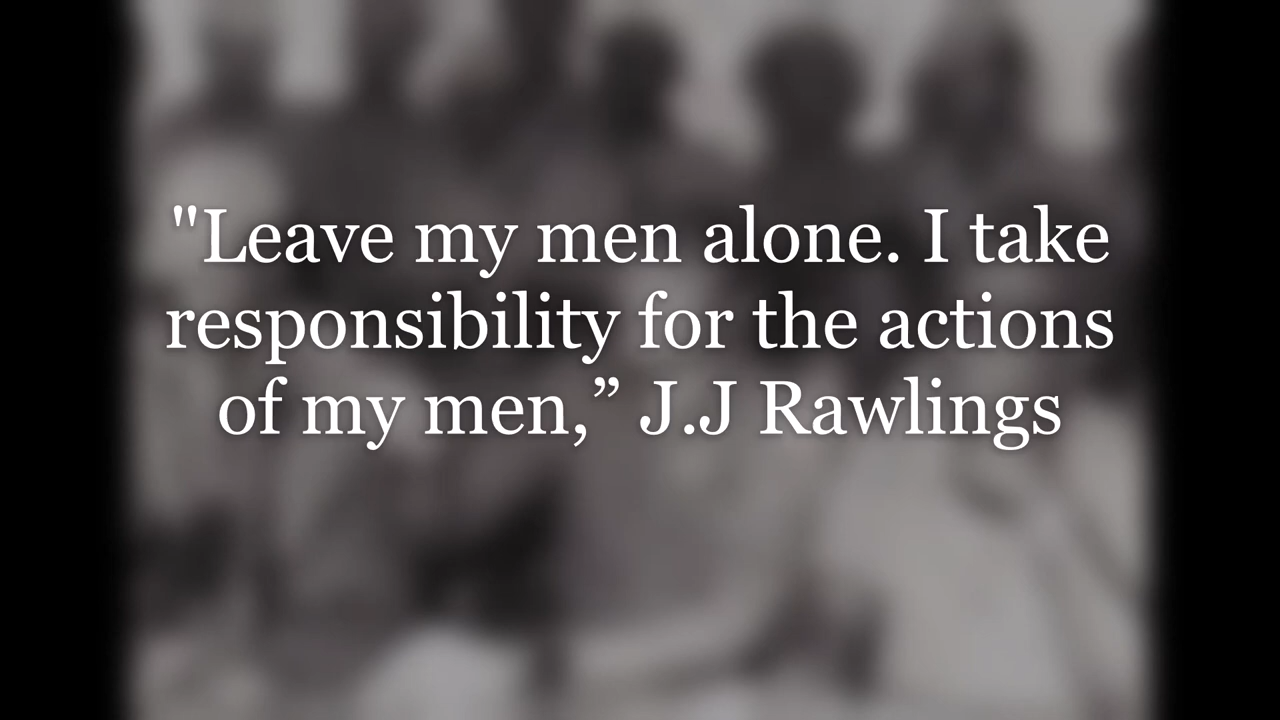 "Leave my men alone. I take
responsibility for the actions
of my men,” J.J Rawlings